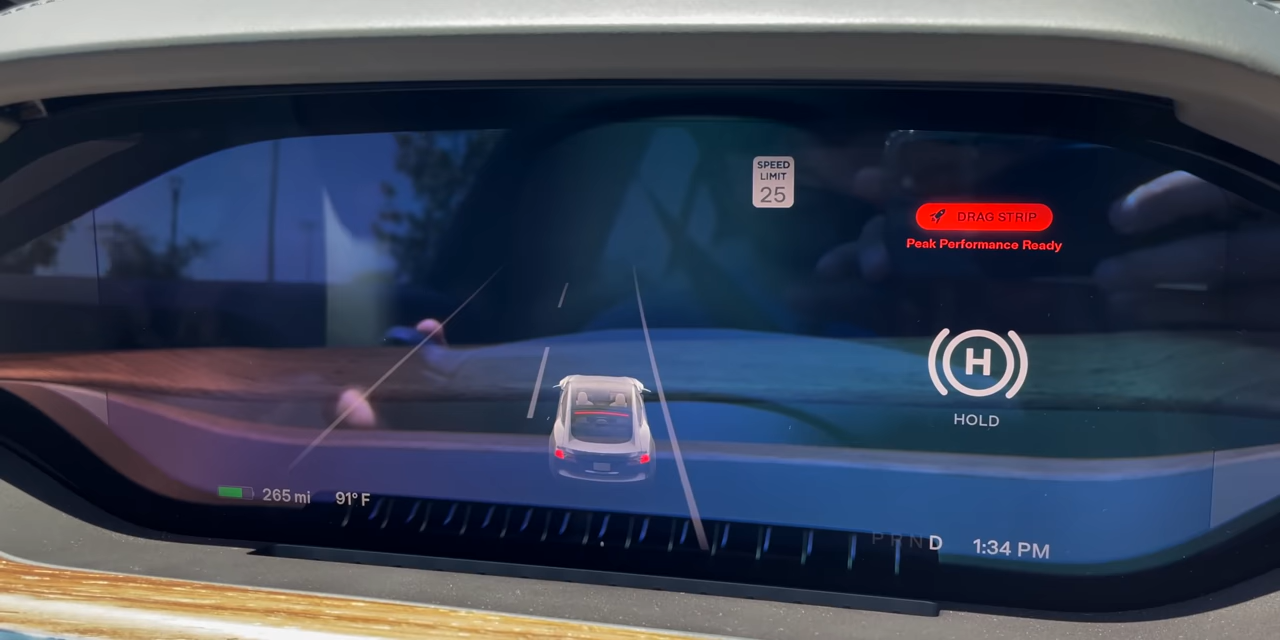 SPEED
LIMIT
25
DRAG STRIP
Peak Performance Ready
H
HOLD
265 mi 91° F
P R N D 1:34 PM